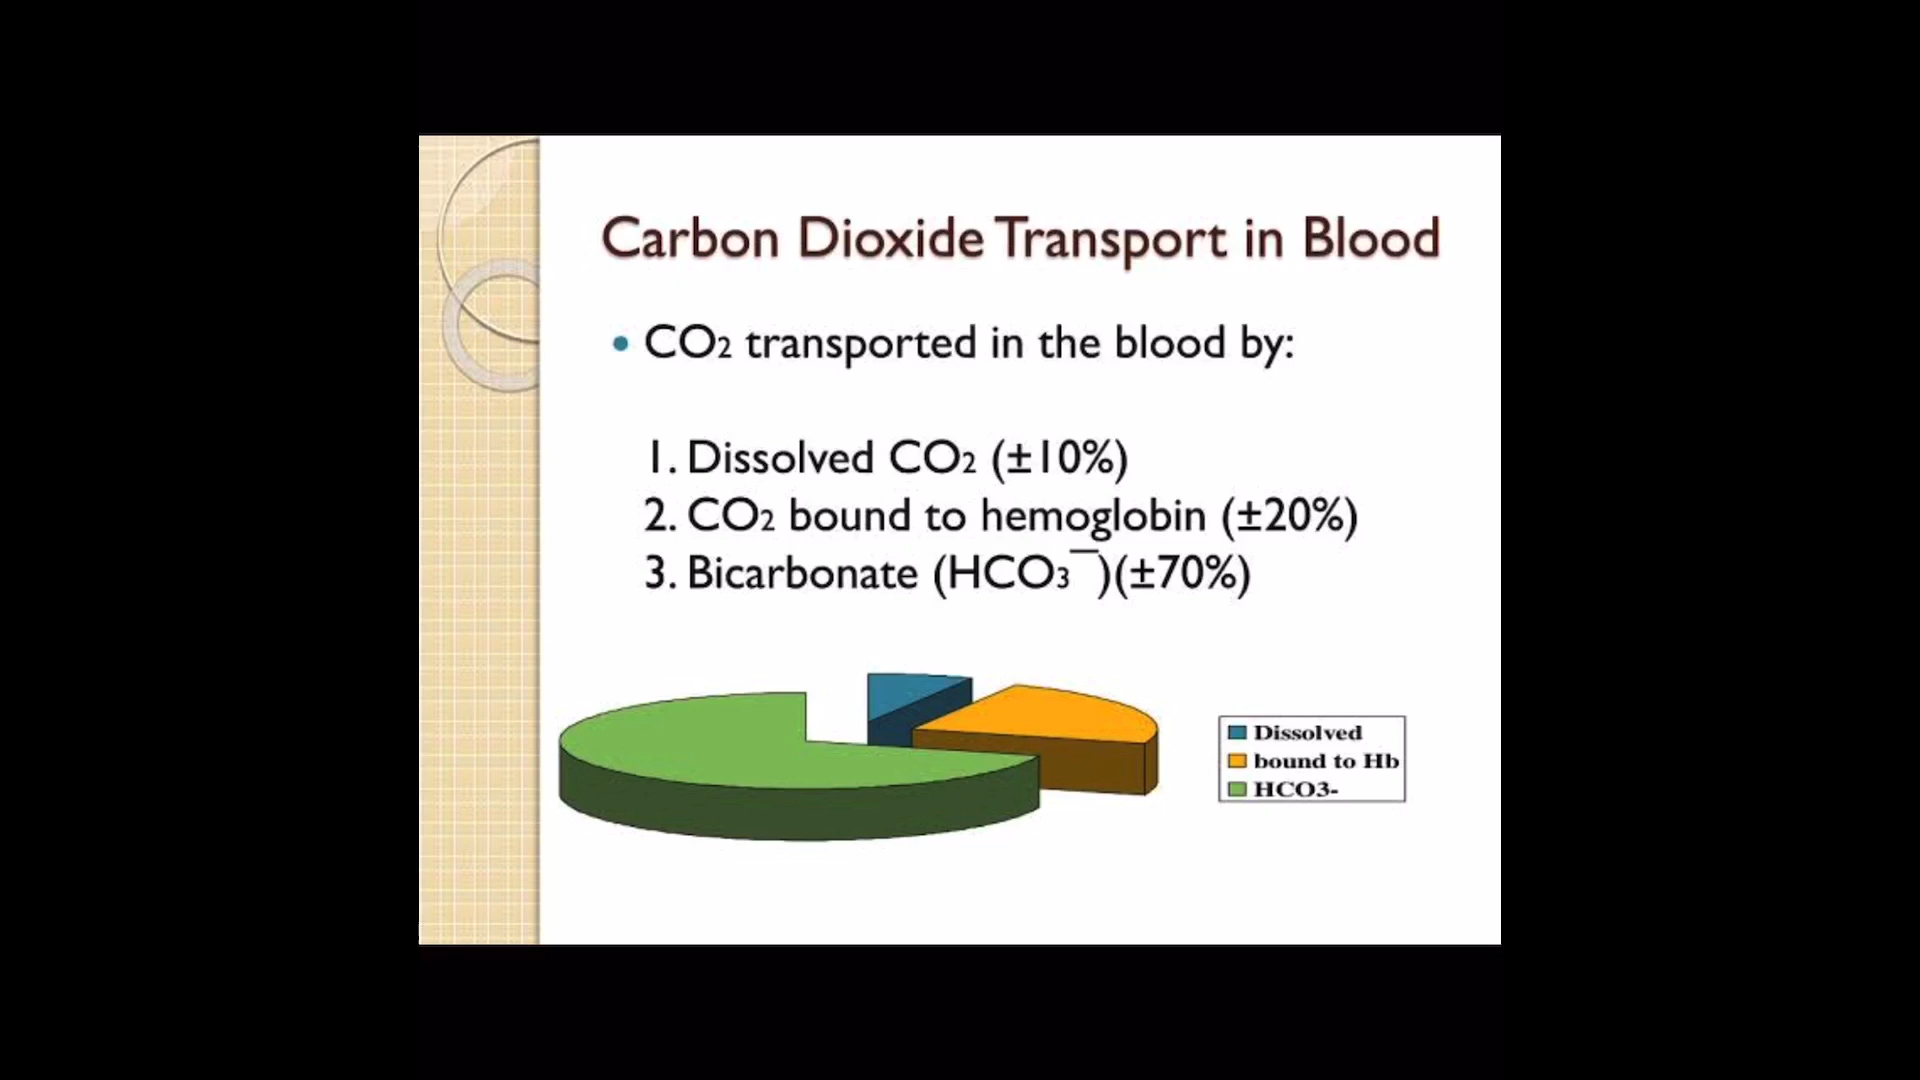 Carbon Dioxide Transport in Blood
• CO₂ transported in the blood by:
1. Dissolved CO₂ (±10%)
2. CO₂ bound to hemoglobin (±20%)
3. Bicarbonate (HCO₃¯)(±70%)
Dissolved
bound to Hb
HCO3-